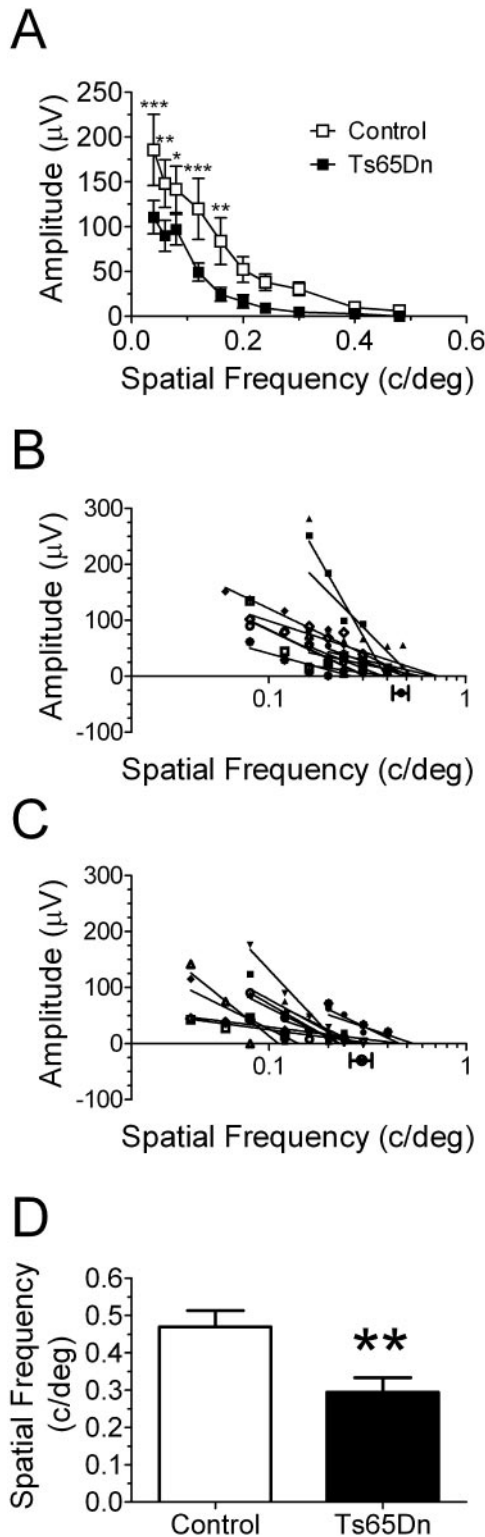 A
Amplitude (μV)
250
200
150
100
50
0
***
**
*
***
**
Control
Ts65Dn
0.0
0.2
0.4
0.6
Spatial Frequency (c/deg)
B
Amplitude (μV)
300
200
100
0
-100
0.1
1
Spatial Frequency (c/deg)
C
Amplitude (μV)
300
200
100
0
-100
0.1
1
Spatial Frequency (c/deg)
D
Spatial Frequency
(c/deg)
0.6
0.5
0.4
0.3
0.2
0.1
0.0
**
Control
Ts65Dn